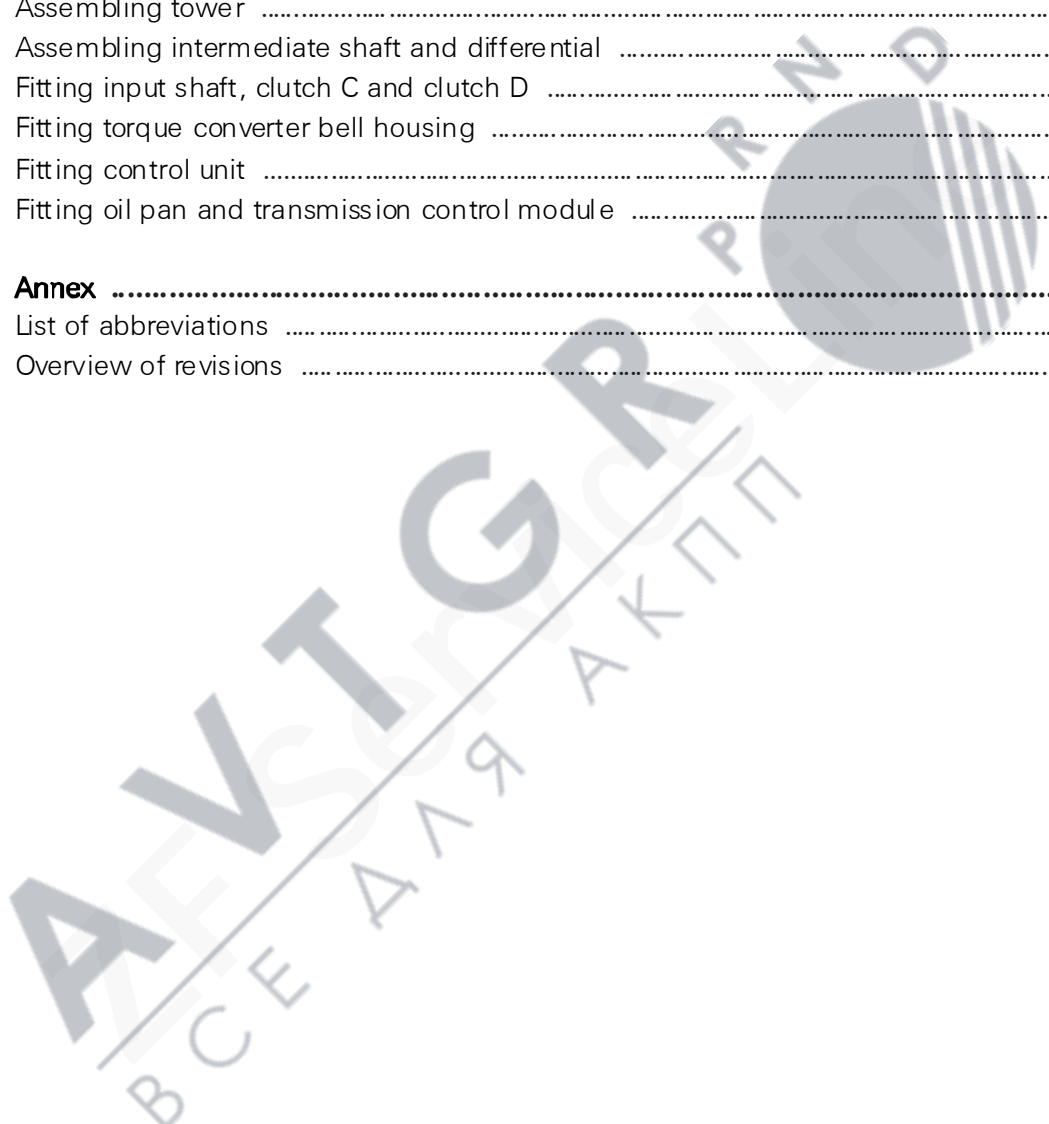 Assembling tower ................................................................
Assembling intermediate shaft and differential ................................................................
Fitting input shaft, clutch C and clutch D ................................................................
Fitting torque converter bell housing ................................................................
Fitting control unit ................................................................
Fitting oil pan and transmission control module ................................................................
Annex ................................................................
List of abbreviations ................................................................
Overview of revisions ................................................................
P R N D
AVTGR
ВСЕ ДЛЯ АКПП